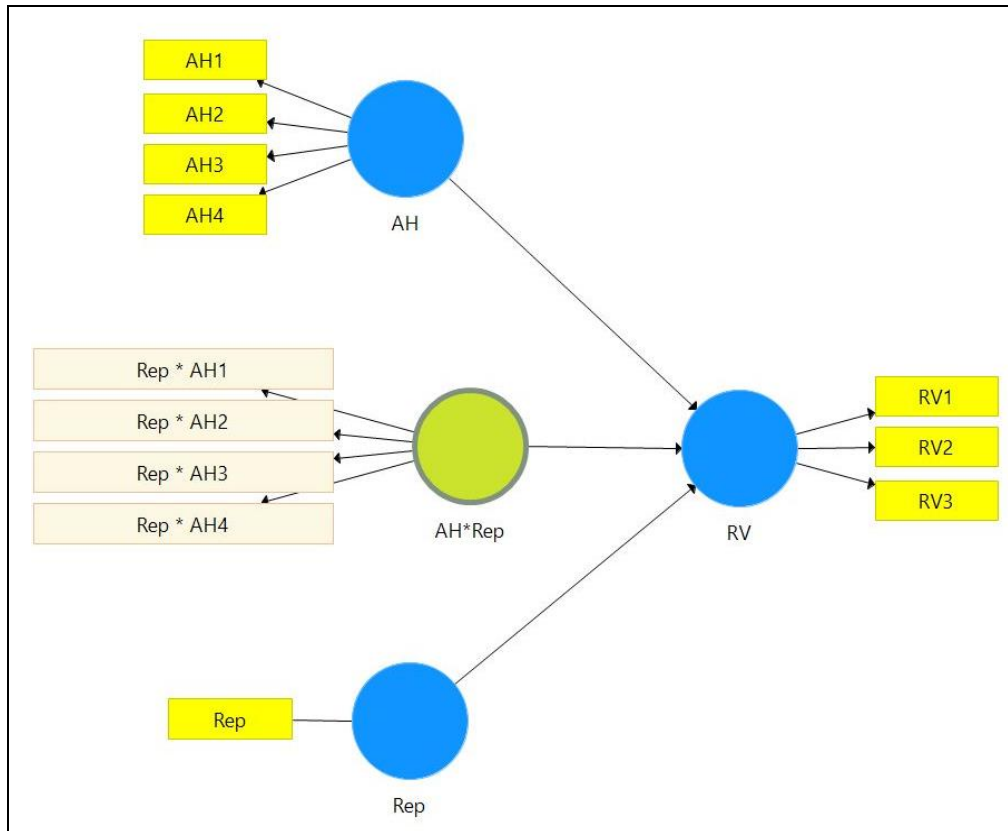 AH1
AH2
AH3
AH4
AH
Rep * AH1
Rep * AH2
Rep * AH3
Rep * AH4
AH*Rep
RV1
RV2
RV3
RV
Rep
Rep